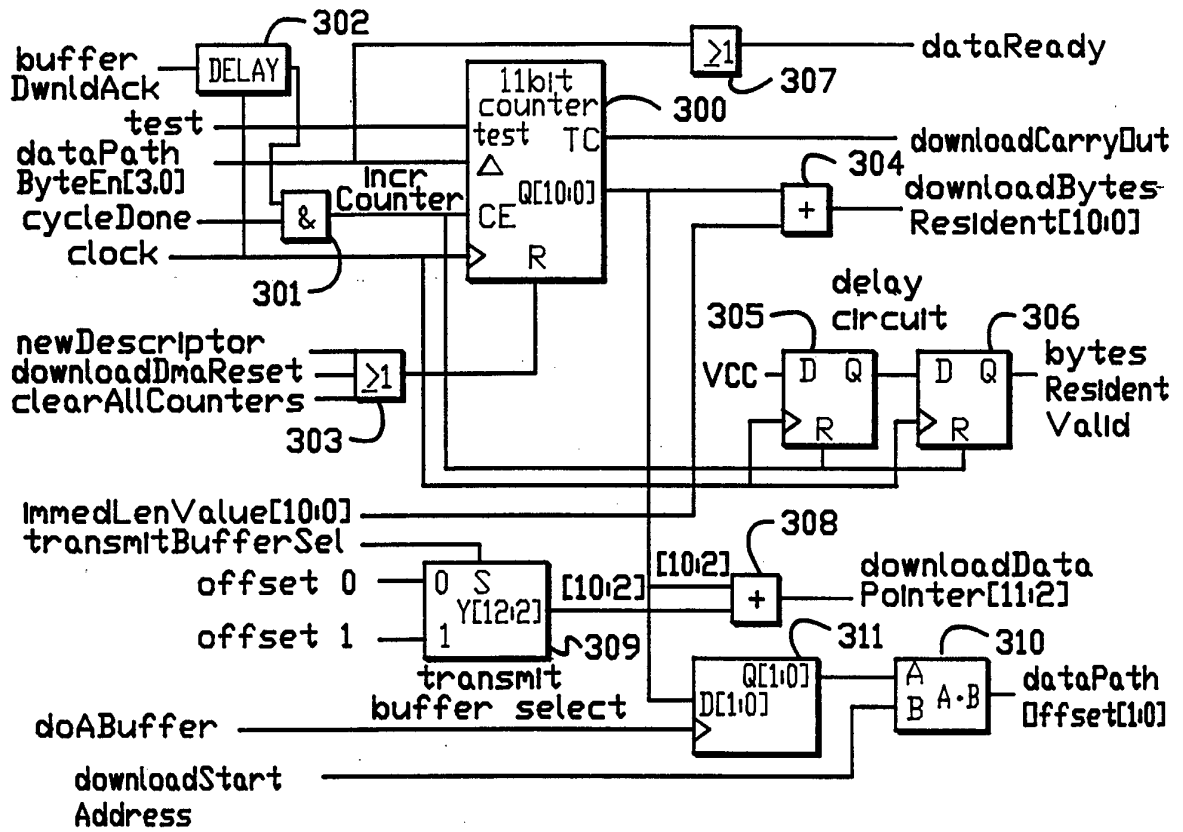 302
buffer
DwnldAck
DELAY
≥1
307
dataReady
11bit
counter
300
test
test
TC
downloadCarryOut
dataPath
ByteEn[3,0]
Δ
Incr
Counter
Q[10:0]
304
downloadBytes-
Resident[10:0]
+
cycleDone
&
CE
clock
R
301
delay
circuit
newDescriptor
downloadDmaReset
clearAllCounters
≥1
303
305
306
VCC
D Q
R
D Q
R
bytes
Resident
Valid
ImmedLenValue[10:0]
transmitBufferSel
308
offset 0
0 S
Y[12:2]
[10:2]
[10:2]
+
downloadData
Pointer[11:2]
offset 1
1
309
transmit
buffer select
311
310
Q[1:0]
D[1:0]
A
B
A·B
dataPath
Offset[1:0]
doABuffer
downloadStart
Address